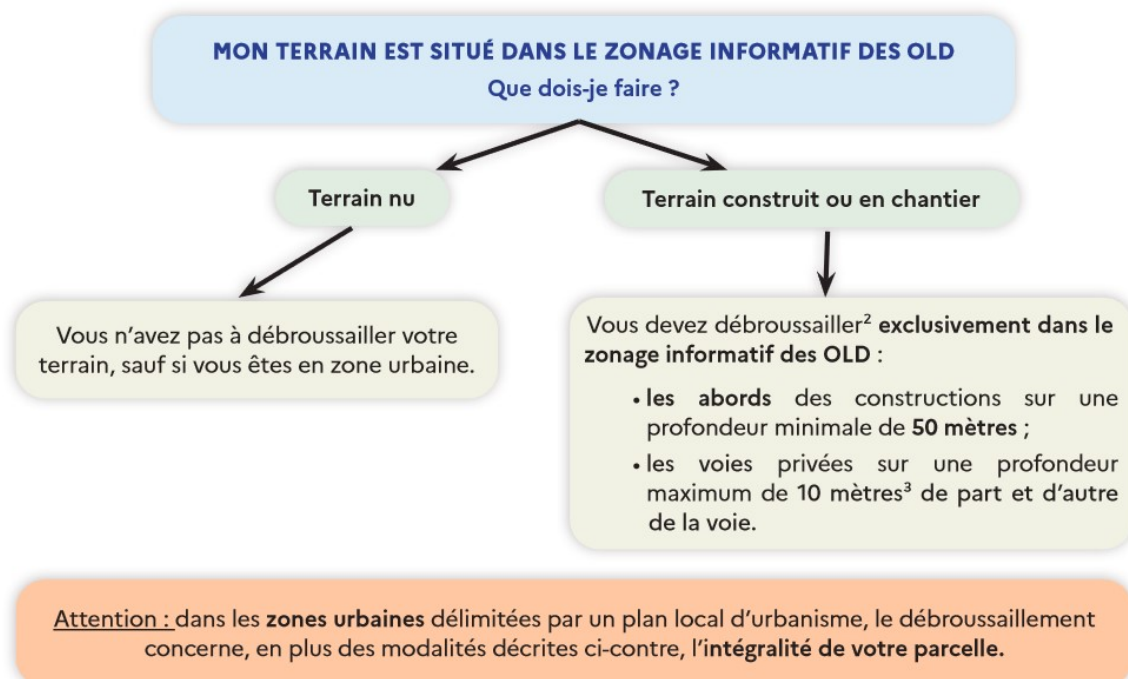 MON TERRAIN EST SITUÉ DANS LE ZONAGE INFORMATIF DES OLD
Que dois-je faire ?
Terrain nu
Terrain construit ou en chantier
Vous n’avez pas à débroussailler votre
terrain, sauf si vous êtes en zone urbaine.
Vous devez débroussailler² exclusivement dans le
zonage informatif des OLD :
• les abords des constructions sur une
profondeur minimale de 50 mètres ;
• les voies privées sur une profondeur
maximum de 10 mètres³ de part et d’autre
de la voie.
Attention : dans les zones urbaines délimitées par un plan local d’urbanisme, le débroussaillement
concerne, en plus des modalités décrites ci-contre, l’intégralité de votre parcelle.